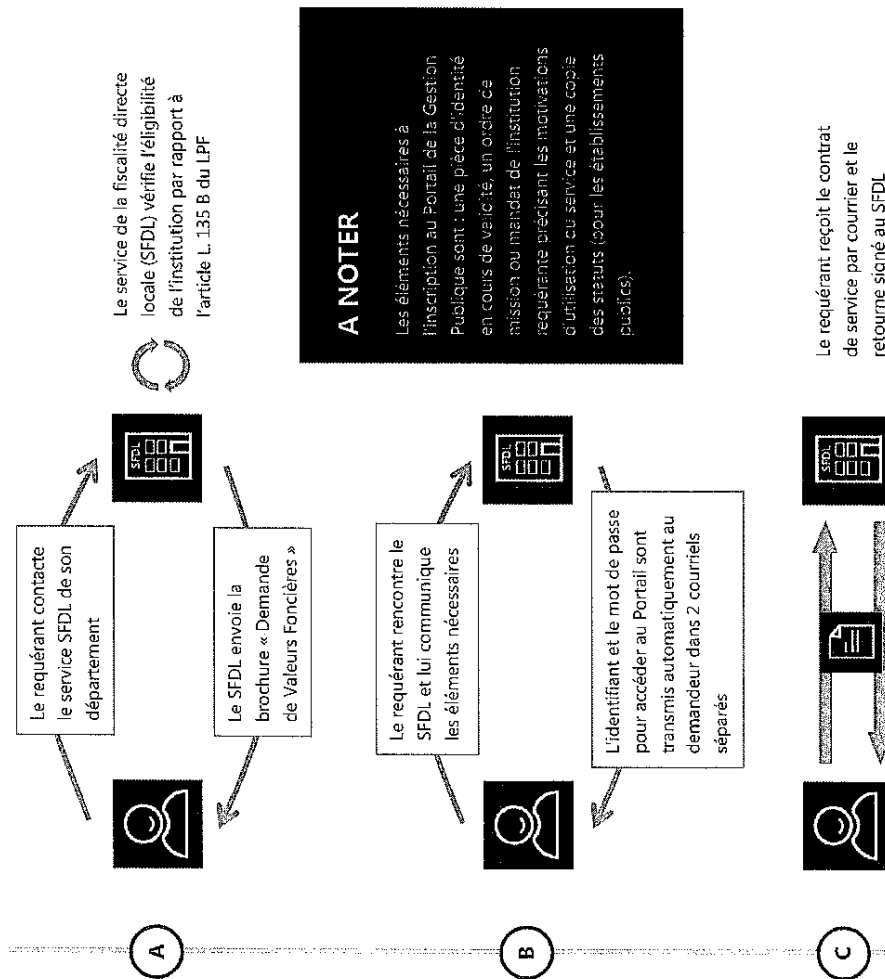 A
Le requérant contacte
le service SFDL de son
département
SFDL
Le service de la fiscalité directe
locale (SFDL) vérifie l'éligibilité
de l'institution par rapport à
l'article L. 135 B du LPF
Le SFDL envoie la
brochure « Demande
de Valeurs Foncières »
B
Le requérant rencontre le
SFDL et lui communique
les éléments nécessaires
SFDL
L'identifiant et le mot de passe
pour accéder au Portail sont
transmis automatiquement au
demandeur dans 2 courriels
séparés
A NOTER
Les éléments nécessaires à
l'inscription au Portail de la Gestion
Publique sont : une pièce d'identité
en cours de validité, un ordre de
mission ou mandat de l'institution
requérante précisant les motivations
d'utilisation du service et une copie
des statuts (pour les établissements
publics).
C
SFDL
Le requérant reçoit le contrat
de service par courrier et le
retourne signé au SFDL